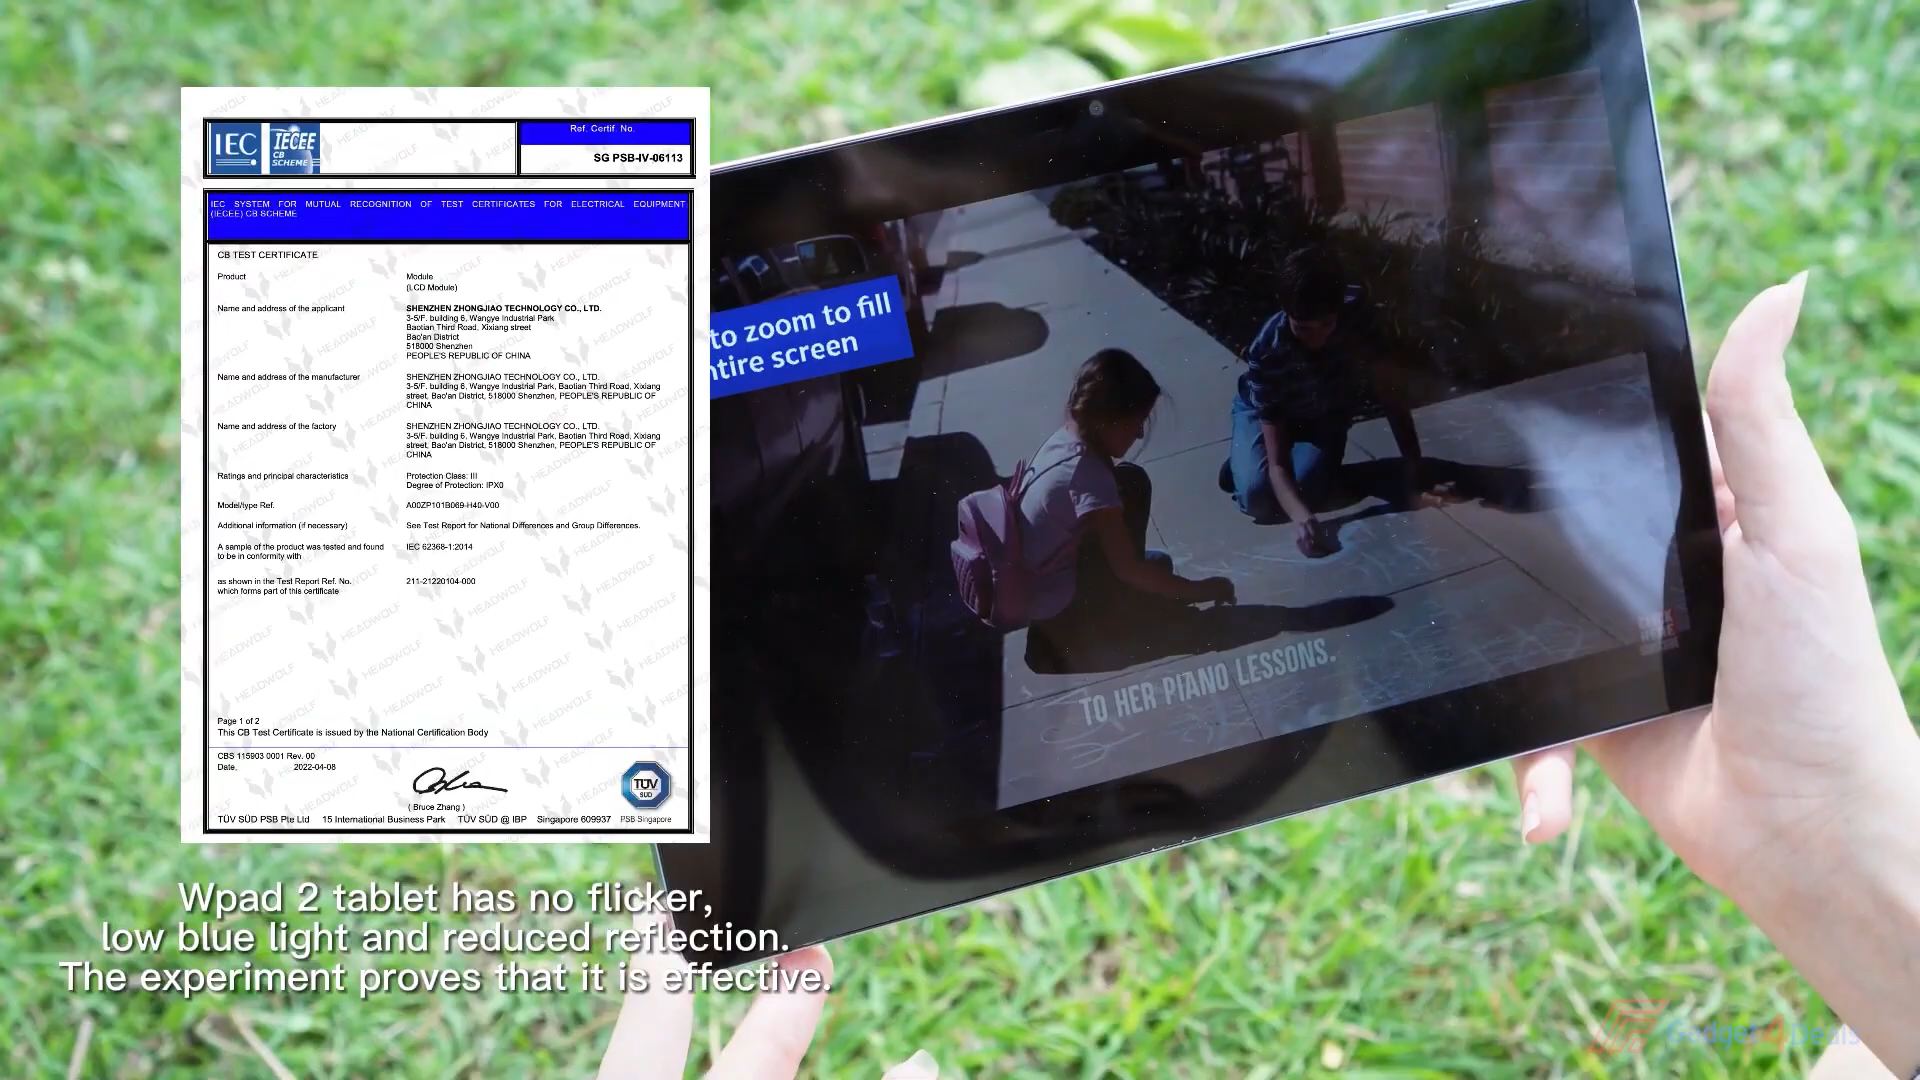 IEC
IECEE
CB
SCHEME
Ref. Certif. No.
SG PSB-IV-06113
IEC SYSTEM FOR MUTUAL RECOGNITION OF TEST CERTIFICATES FOR ELECTRICAL EQUIPMENT
(IECEE) CB SCHEME
CB TEST CERTIFICATE
Product
Module
(LCD Module)
Name and address of the applicant
SHENZHEN ZHONGJIAO TECHNOLOGY CO., LTD.
3-5/F. building 6, Wangye Industrial Park
Baotian Third Road, Xixiang street
Bao'an District
518000 Shenzhen
PEOPLE'S REPUBLIC OF CHINA
Name and address of the manufacturer
SHENZHEN ZHONGJIAO TECHNOLOGY CO., LTD.
3-5/F. building 6, Wangye Industrial Park, Baotian Third Road, Xixiang
street, Bao'an District, 518000 Shenzhen, PEOPLE'S REPUBLIC OF
CHINA
Name and address of the factory
SHENZHEN ZHONGJIAO TECHNOLOGY CO., LTD.
3-5/F. building 6, Wangye Industrial Park, Baotian Third Road, Xixiang
street, Bao'an District, 518000 Shenzhen, PEOPLE'S REPUBLIC OF
CHINA
Ratings and principal characteristics
Protection Class: III
Degree of Protection: IPX0
Model/type Ref.
A00ZP101B069-H40-V00
Additional information (if necessary)
See Test Report for National Differences and Group Differences.
A sample of the product was tested and found
to be in conformity with
IEC 62368-1:2014
as shown in the Test Report Ref. No.
which forms part of this certificate
211-21220104-000
Page 1 of 2
This CB Test Certificate is issued by the National Certification Body
CBS 115903 0001 Rev. 00
Date, 2022-04-08
( Bruce Zhang )
TÜV
SÜD
TÜV SÜD PSB Pte Ltd 15 International Business Park TÜV SÜD @ IBP Singapore 609937 PSB Singapore
HEADWOLF
to zoom to fill
ntire screen
TO HER PIANO LESSONS.
Wpad 2 tablet has no flicker,
low blue light and reduced reflection.
The experiment proves that it is effective.
Gadget4Deals